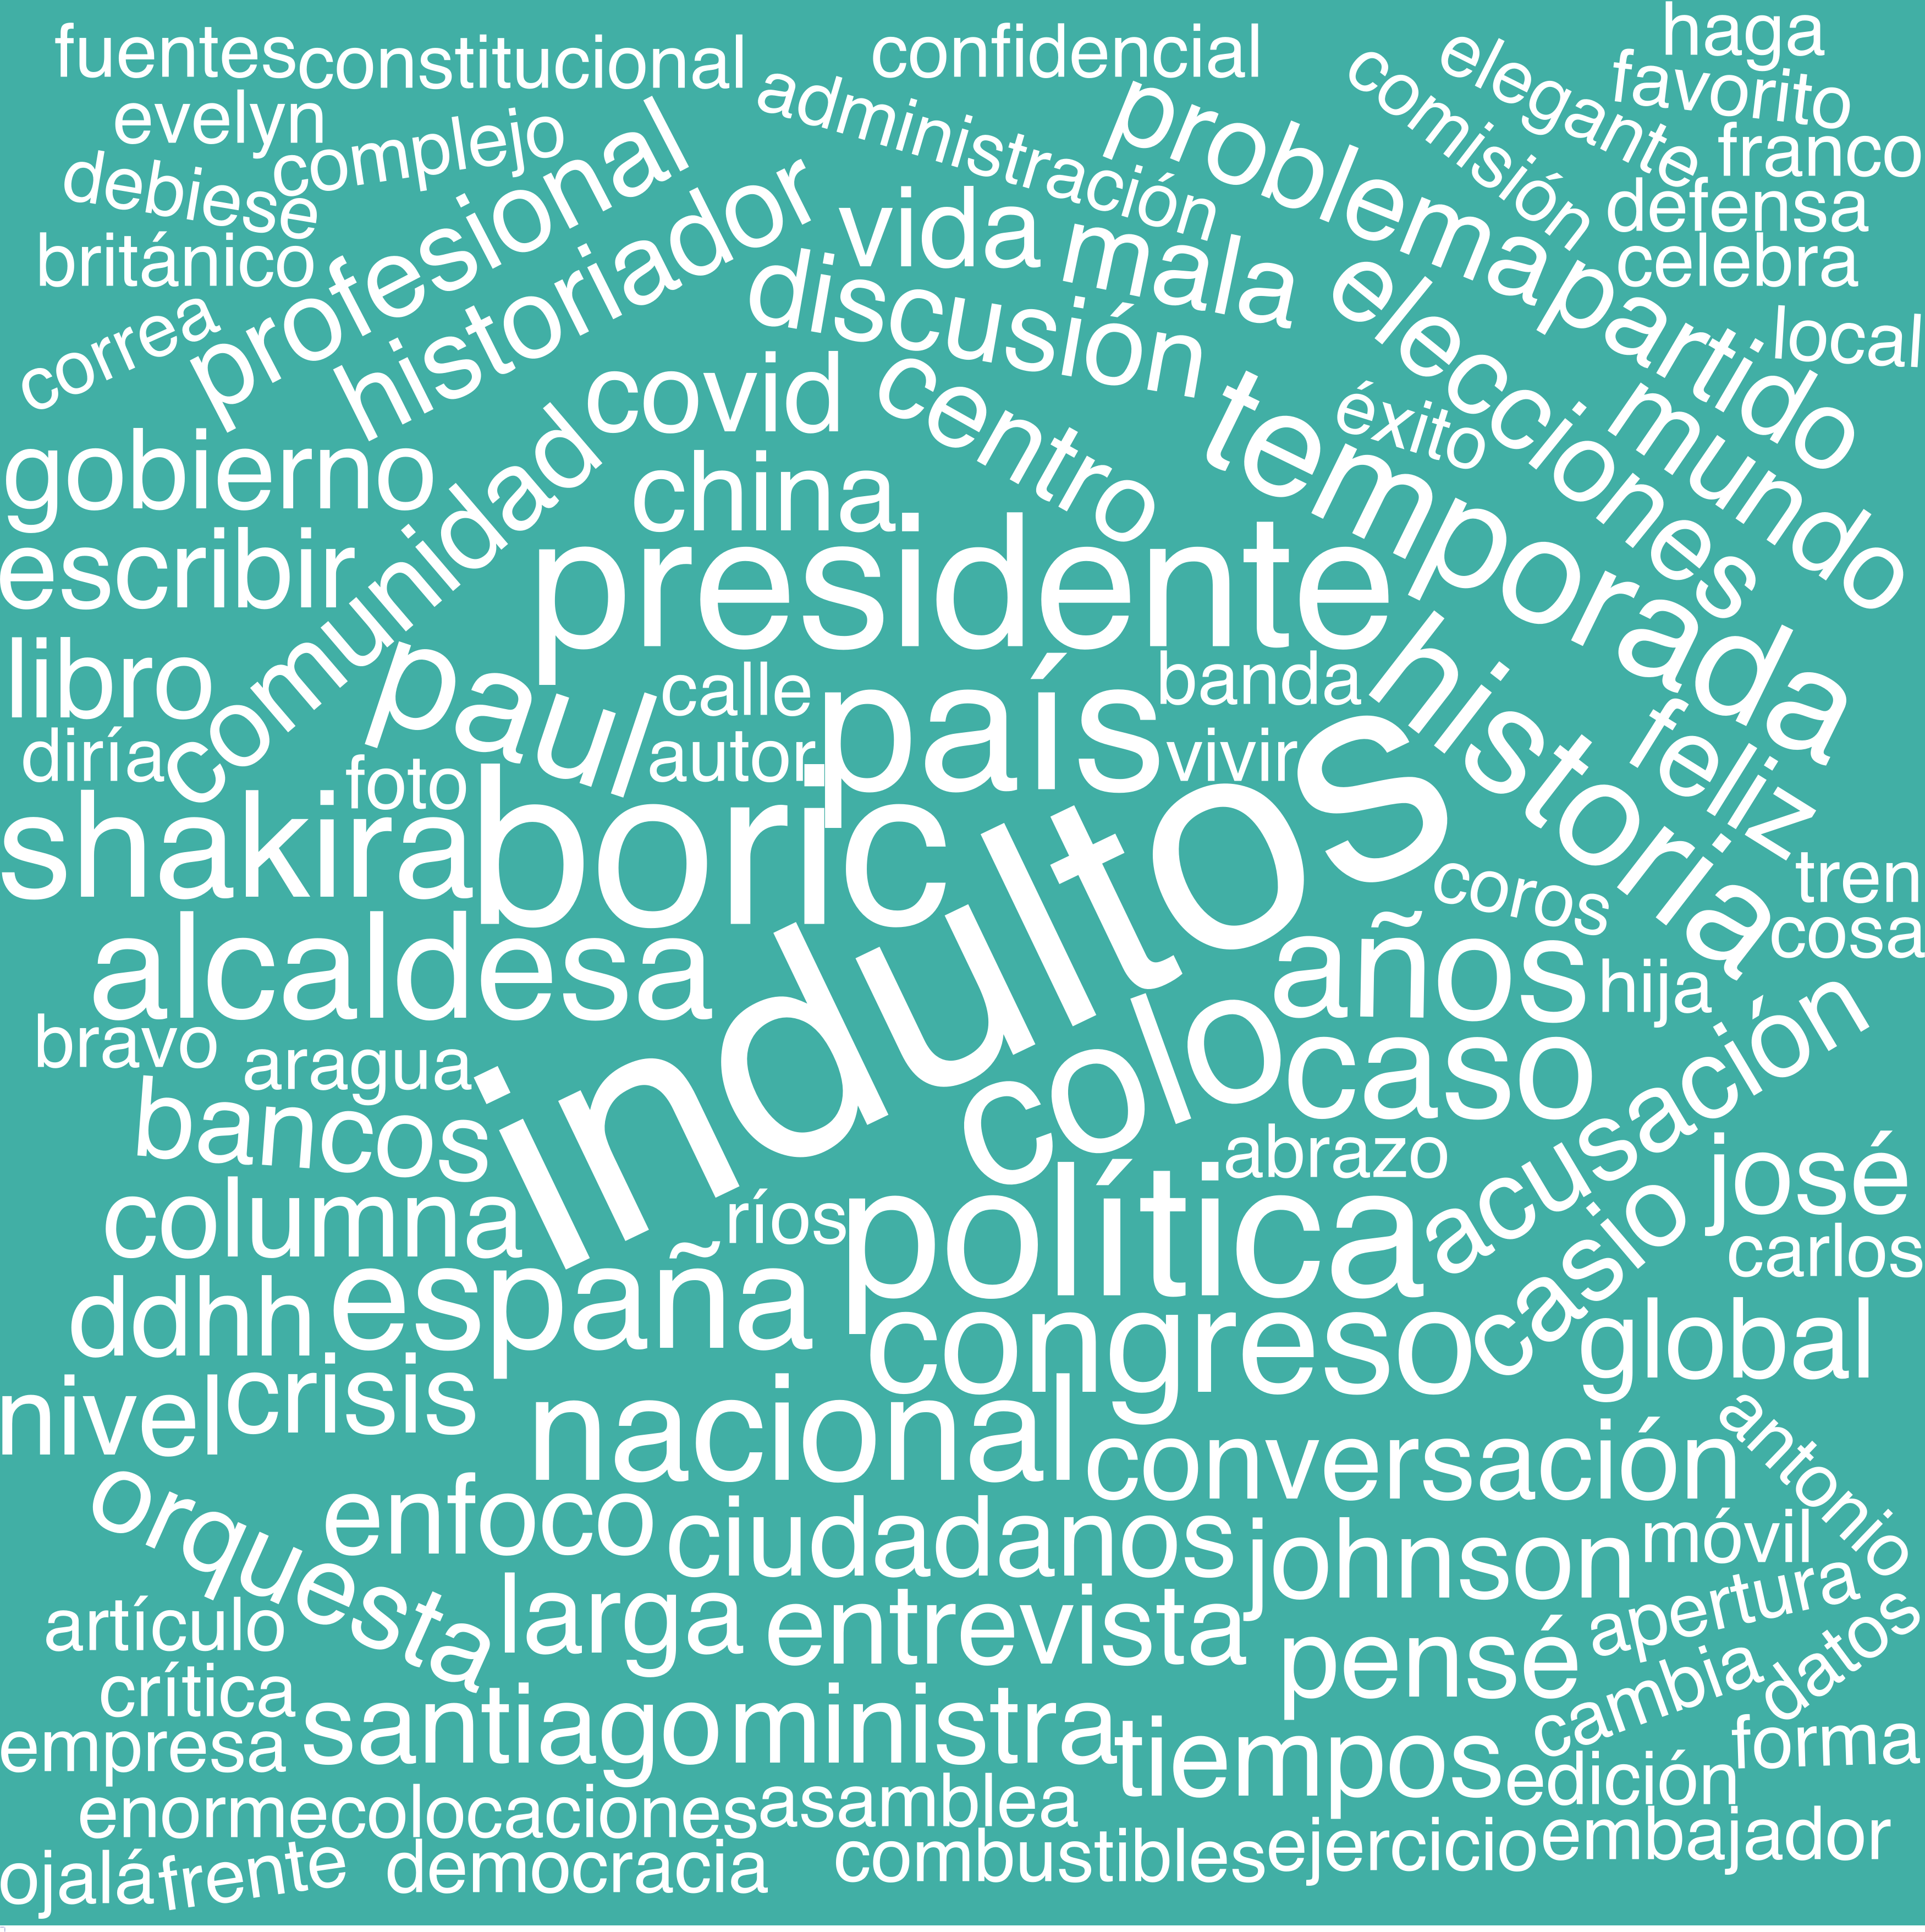 fuentes
constitucional
confidencial
haga
elegante
favorito
evelyn
complejo
administración
problema
comisión
franco
debiese
profesional
defensa
británico
historiador
vida
mala
celebra
correa
discusión
elecciones
partido
local
covid
centro
éxito
mundo
gobierno
comunidad
china
temporada
escribir
presidente
libro
paul
calle
país
banda
historia
feliz
diría
foto
autor
vivir
shakira
boric
indultos
coros
tren
alcaldesa
años
cosa
bravo
aragua
colo
hija
bancos
caso
acusación
columna
ríos
política
abrazo
caslo
josé
carlos
ddhh
españa
congreso
global
nivel
crisis
nacional
conversación
antonio
orquesta
enfoco
ciudadanos
johnson
móvil
artículo
larga
entrevista
pensé
apertura
crítica
cambia
datos
empresa
santiago
ministra
tiempos
forma
edición
enorme
colocaciones
asamblea
ojalá
frente
democracia
combustibles
ejercicio
embajador